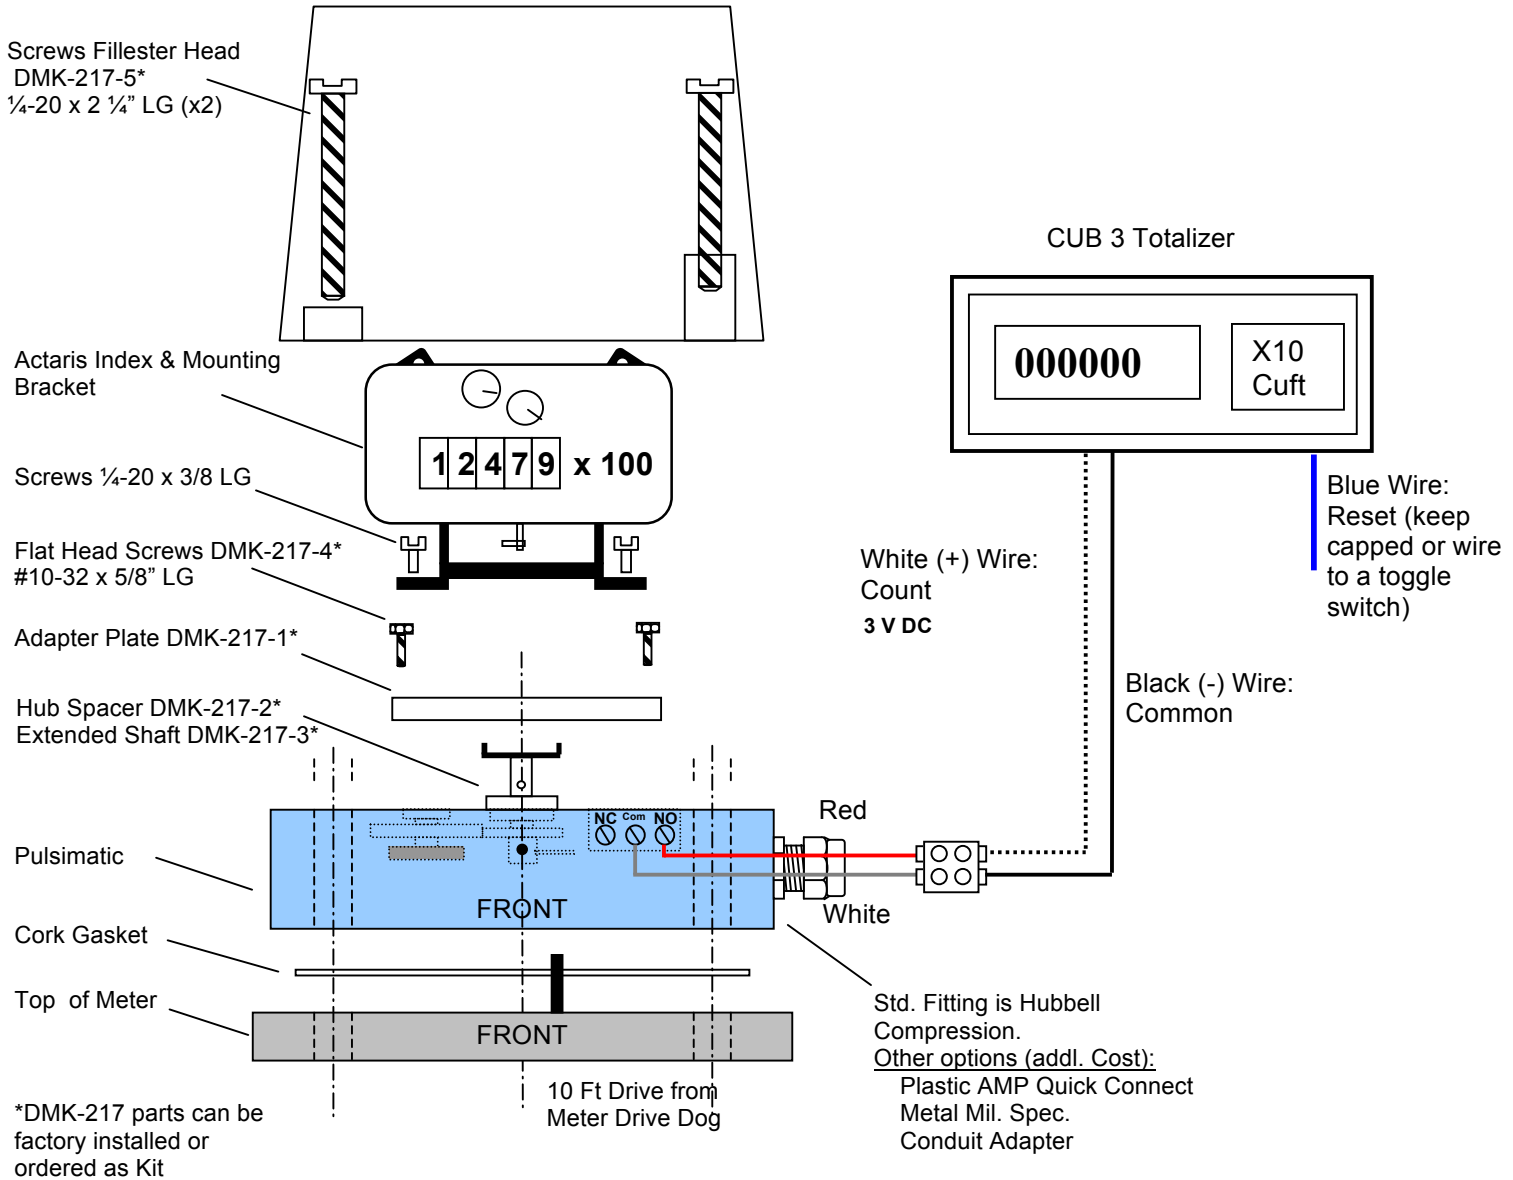 Screws Fillester Head
DMK-217-5*
¼-20 x 2 ¼” LG (x2)
Actaris Index & Mounting
Bracket
1 2 4 7 9 x 100
Screws ¼-20 x 3/8 LG
Flat Head Screws DMK-217-4*
#10-32 x 5/8” LG
Adapter Plate DMK-217-1*
Hub Spacer DMK-217-2*
Extended Shaft DMK-217-3*
NC Com NO
Pulsimatic
FRONT
Cork Gasket
Top of Meter
FRONT
10 Ft Drive from
Meter Drive Dog
*DMK-217 parts can be
factory installed or
ordered as Kit
CUB 3 Totalizer
000000
X10
Cuft
Blue Wire:
Reset (keep
capped or wire
to a toggle
switch)
White (+) Wire:
Count
3 V DC
Black (-) Wire:
Common
Red
White
Std. Fitting is Hubbell
Compression.
Other options (addl. Cost):
Plastic AMP Quick Connect
Metal Mil. Spec.
Conduit Adapter